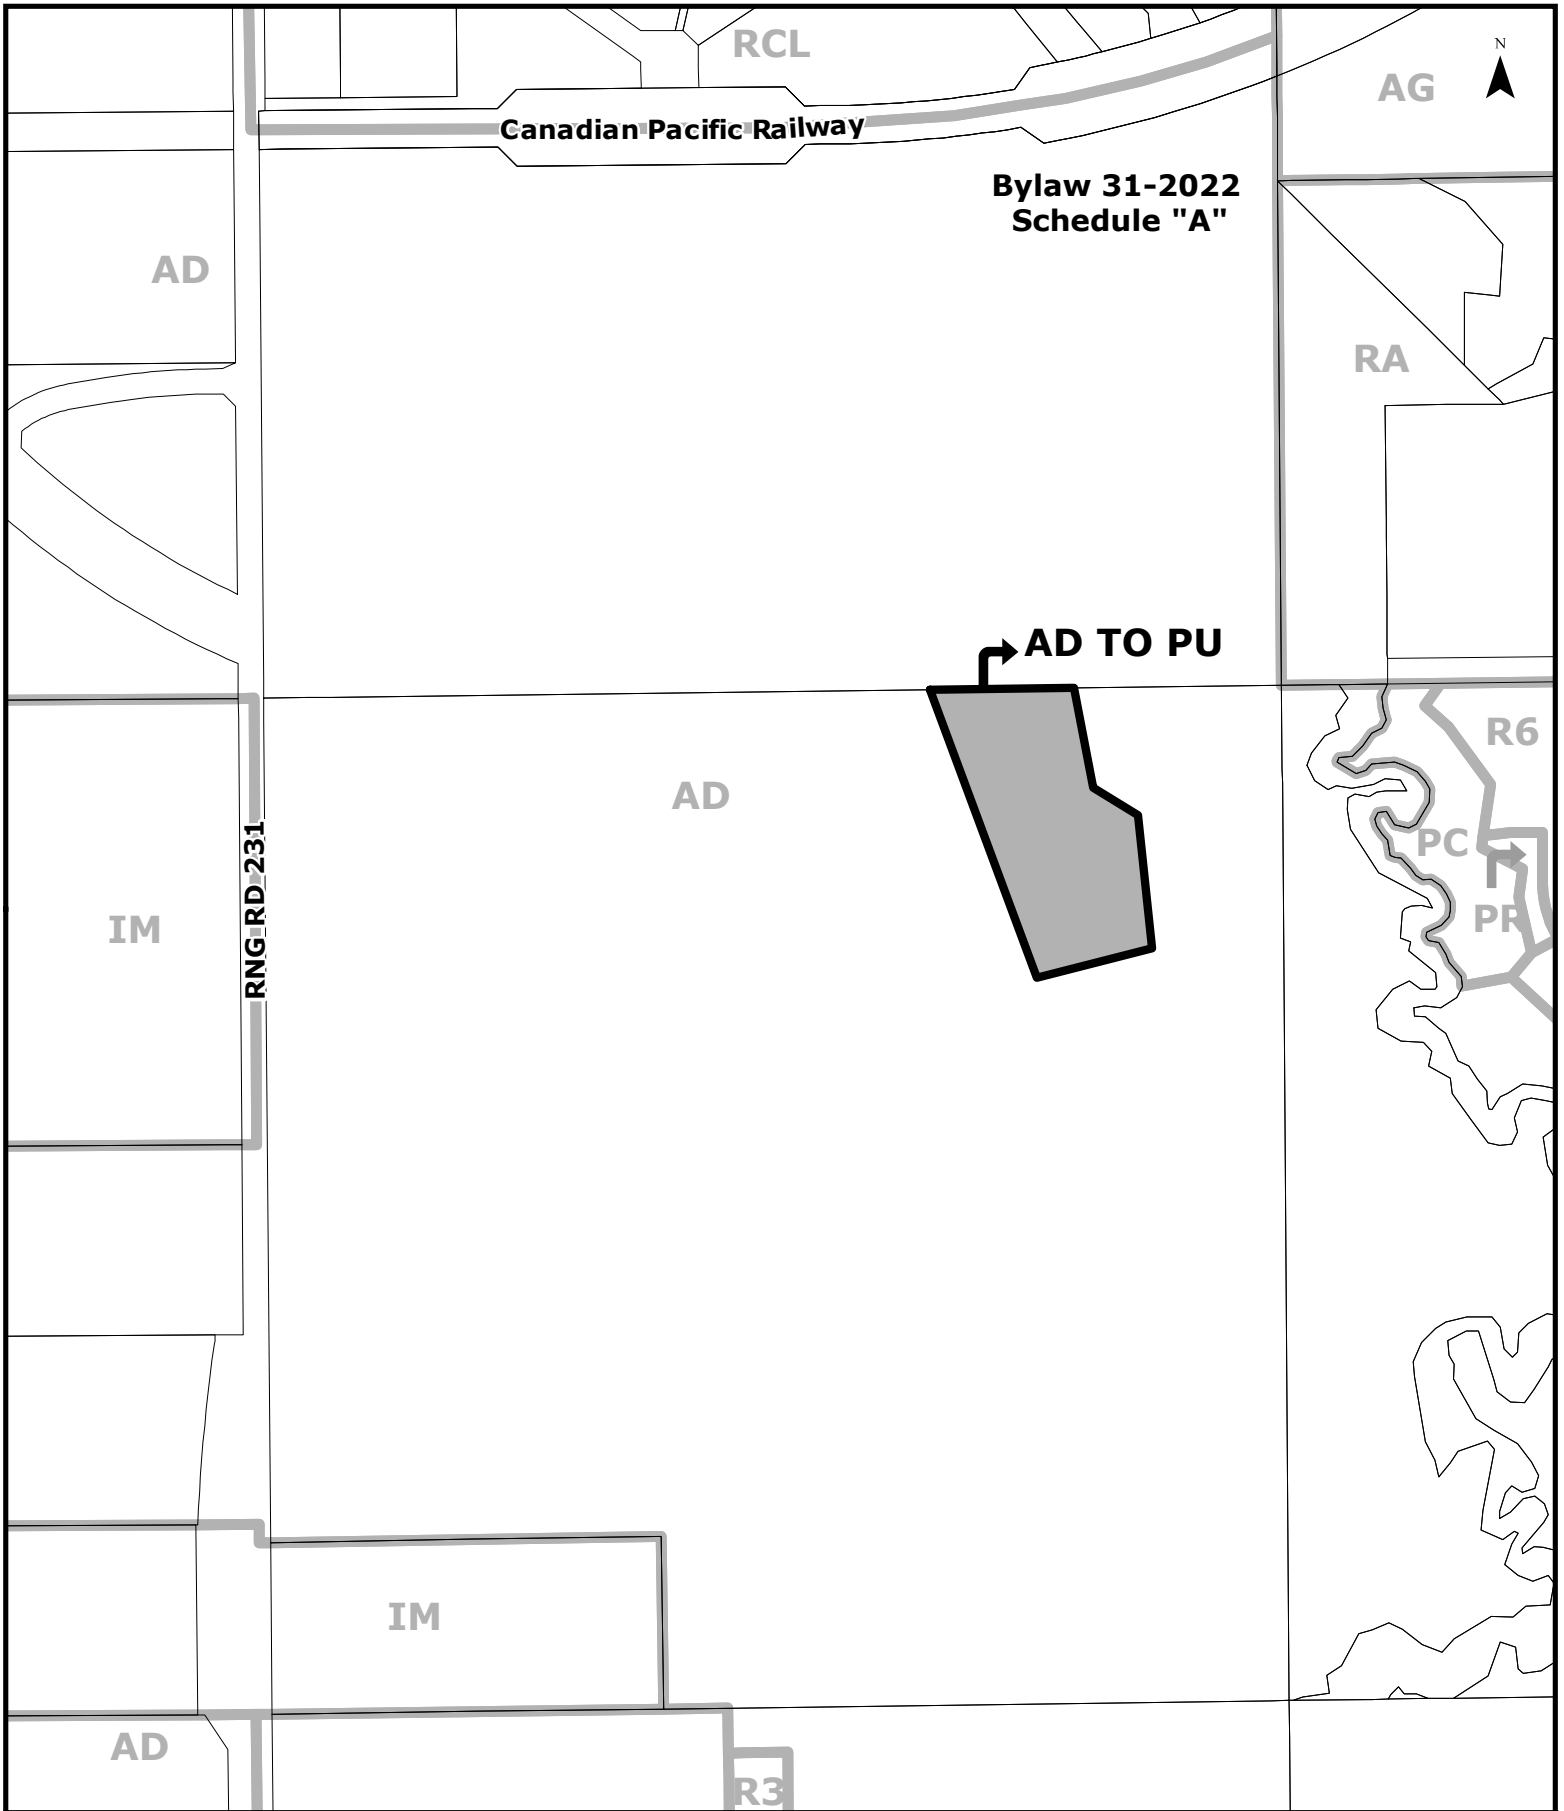 RCL
N
AG
Canadian Pacific Railway
Bylaw 31-2022
Schedule "A"
AD
RA
AD TO PU
R6
AD
PC
RNG RD 231
IM
PR
IM
AD
R3